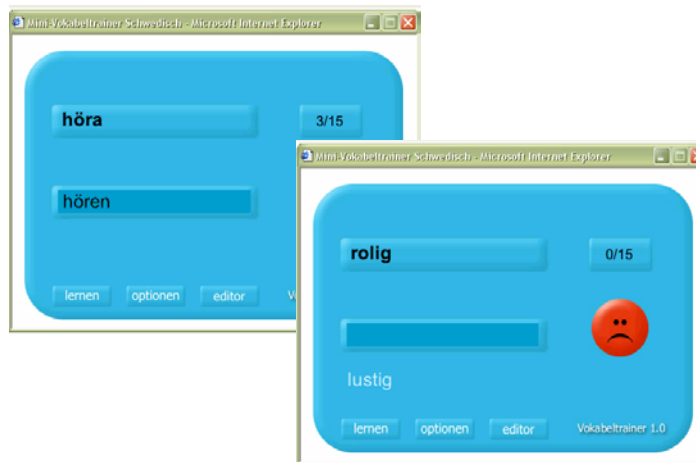 Mini-Vokabeltrainer Schwedisch - Microsoft Internet Explorer
höra
3/15
hören
lernen optionen editor
Mini-Vokabeltrainer Schwedisch - Microsoft Internet Explorer
rolig
0/15
lustig
lernen optionen editor Vokabeltrainer 1.0